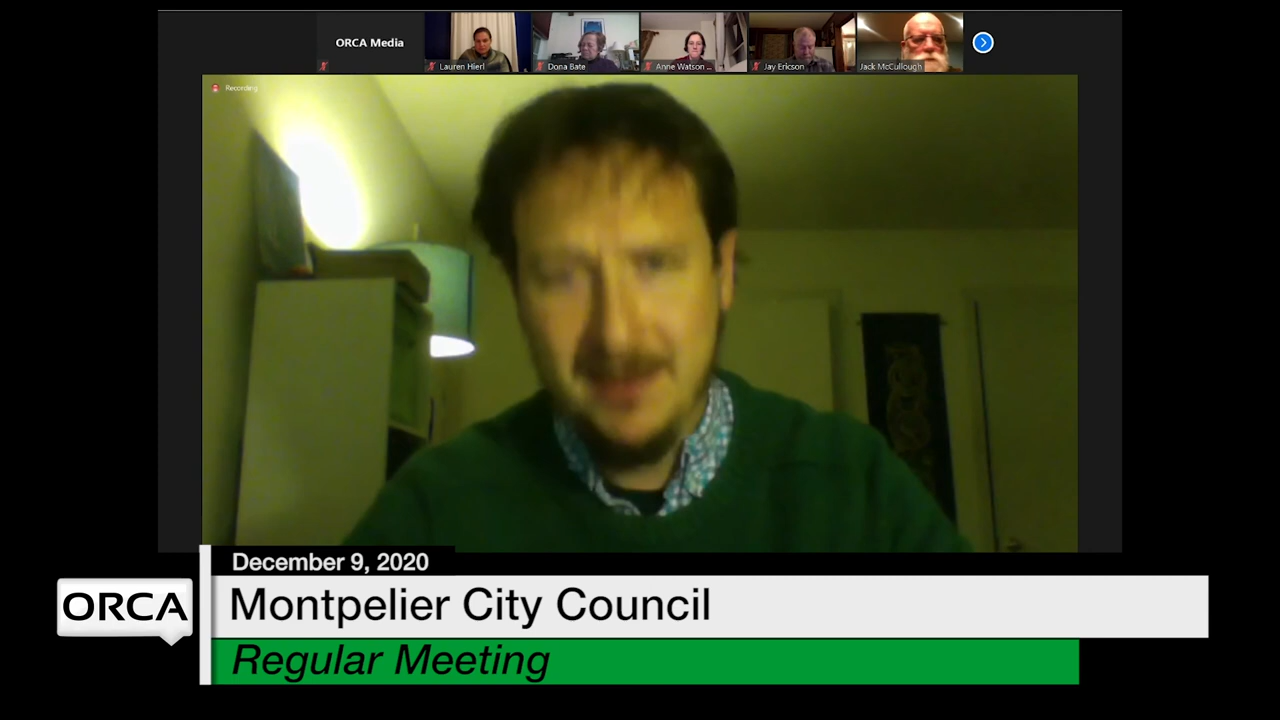 ORCA Media
Lauren Hierl
Dona Bate
Anne Watson ...
Jay Ericson
Jack McCullough
Recording
December 9, 2020
ORCA
Montpelier City Council
Regular Meeting